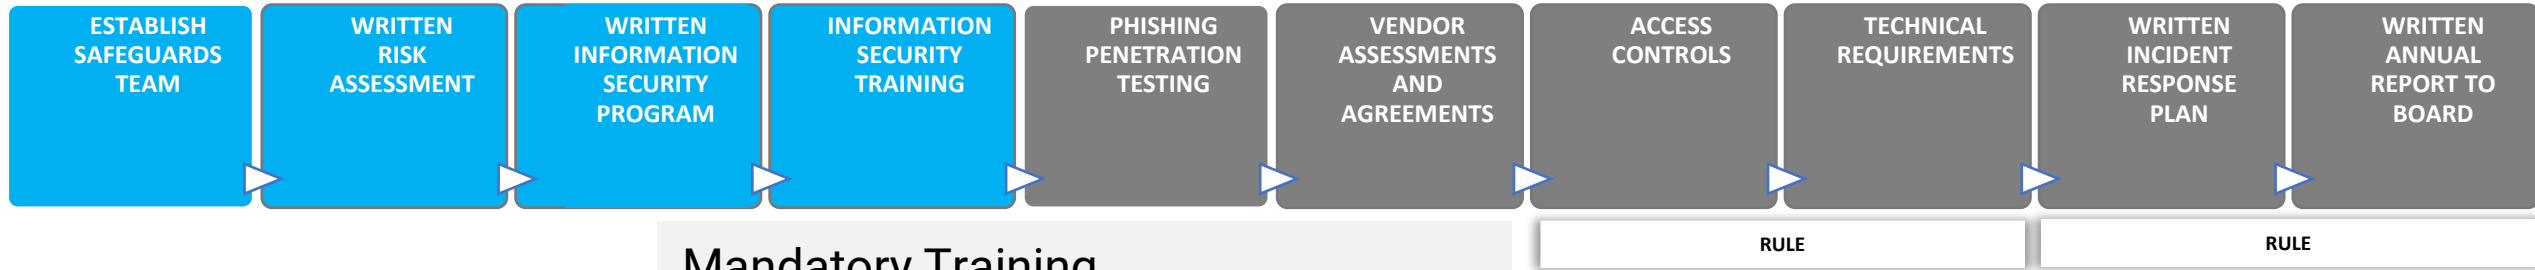 ESTABLISH
SAFEGUARDS
TEAM
WRITTEN
RISK
ASSESSMENT
WRITTEN
INFORMATION
SECURITY
PROGRAM
INFORMATION
SECURITY
TRAINING
PHISHING
PENETRATION
TESTING
VENDOR
ASSESSMENTS
AND
AGREEMENTS
ACCESS
CONTROLS
TECHNICAL
REQUIREMENTS
WRITTEN
INCIDENT
RESPONSE
PLAN
WRITTEN
ANNUAL
REPORT TO
BOARD
Mandatory Training
RULE
RULE